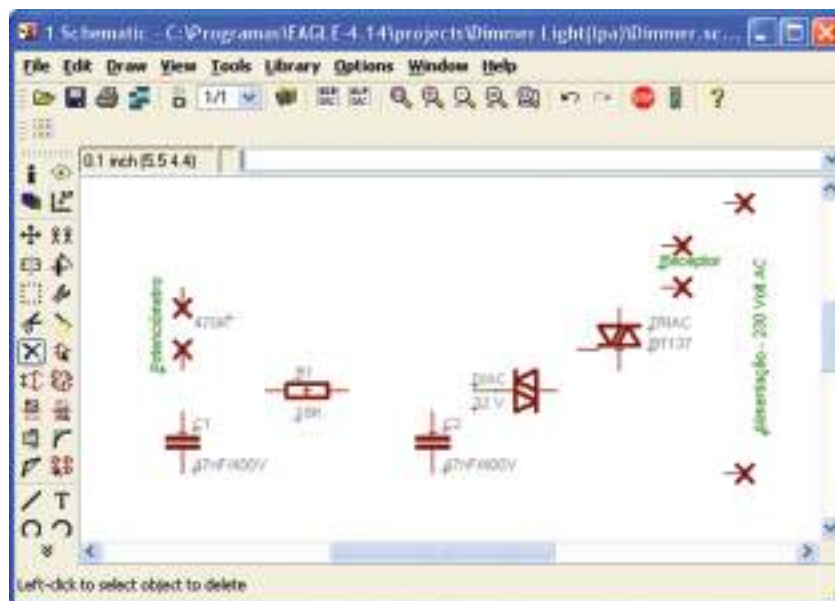 1 Schematic - C:\Programas\EAGLE-4.14\projects\Dimmer Light(lpa)\Dimmer.sc...
File Edit Draw View Tools Library Options Window Help
1/1
0.1 inch (5.5 4.4)
Receptor
Potenciómetro
470K
TRIAC
BT137
Alimentação - 230 Volt AC
R1
DIAC
32 V
C1
C2
47nF/400V
47nF/400V
Left-click to select object to delete